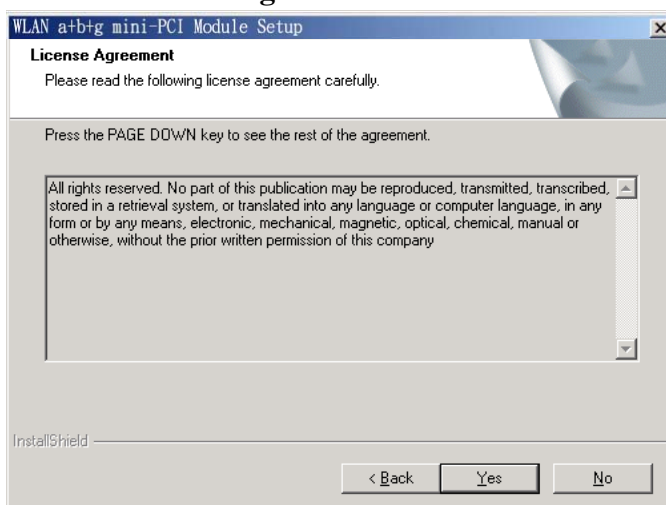 WLAN a+b+g mini-PCI Module Setup
License Agreement
Please read the following license agreement carefully.
Press the PAGE DOWN key to see the rest of the agreement.
All rights reserved. No part of this publication may be reproduced, transmitted, transcribed,
stored in a retrieval system, or translated into any language or computer language, in any
form or by any means, electronic, mechanical, magnetic, optical, chemical, manual or
otherwise, without the prior written permission of this company
InstallShield
< Back Yes No